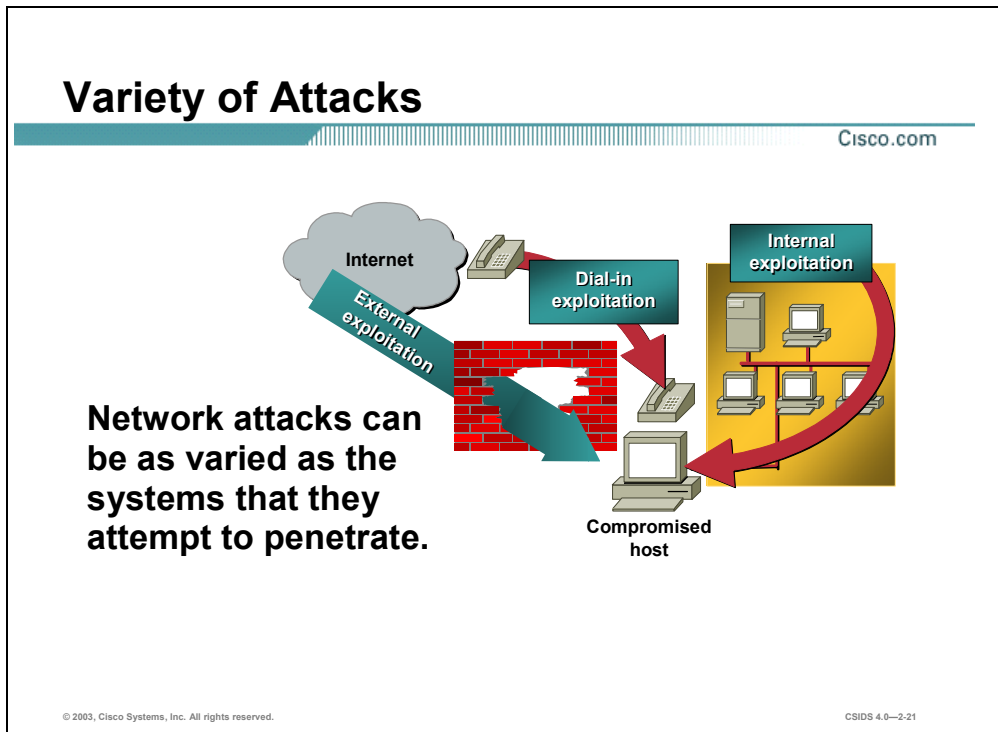 Variety of Attacks
Cisco.com
Internet
External
exploitation
Dial-in
exploitation
Internal
exploitation
Network attacks can
be as varied as the
systems that they
attempt to penetrate.
Compromised
host
© 2003, Cisco Systems, Inc. All rights reserved.
CSIDS 4.0—2-21